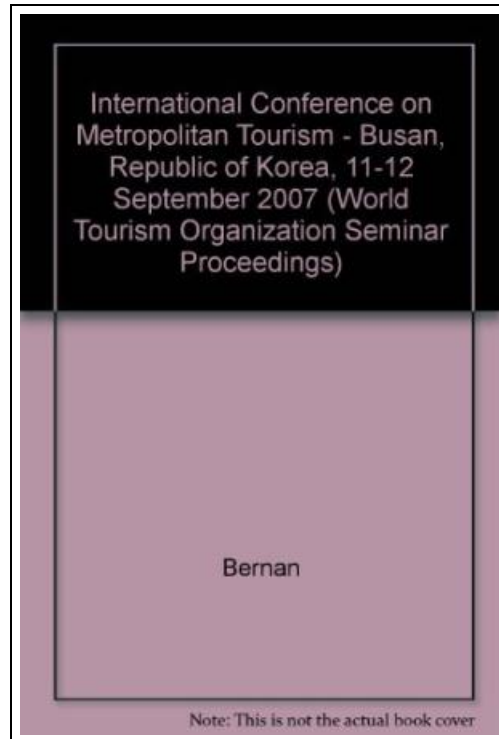 International Conference on
Metropolitan Tourism - Busan,
Republic of Korea, 11-12
September 2007 (World
Tourism Organization Seminar
Proceedings)
Bernan
Note: This is not the actual book cover